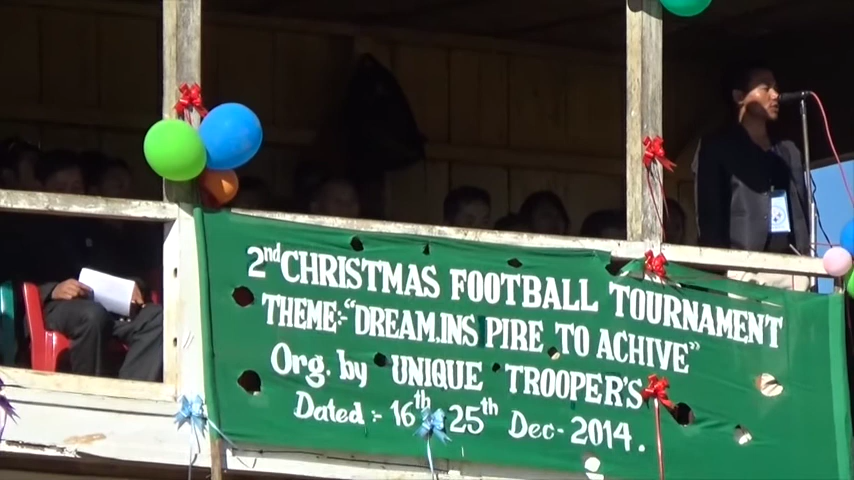 2nd CHRISTMAS FOOTBALL TOURNAMENT
THEME:-"DREAM.INS PIRE TO ACHIVE"
Org. by UNIQUE TROOPER'S
Dated :- 16th 25th Dec- 2014.